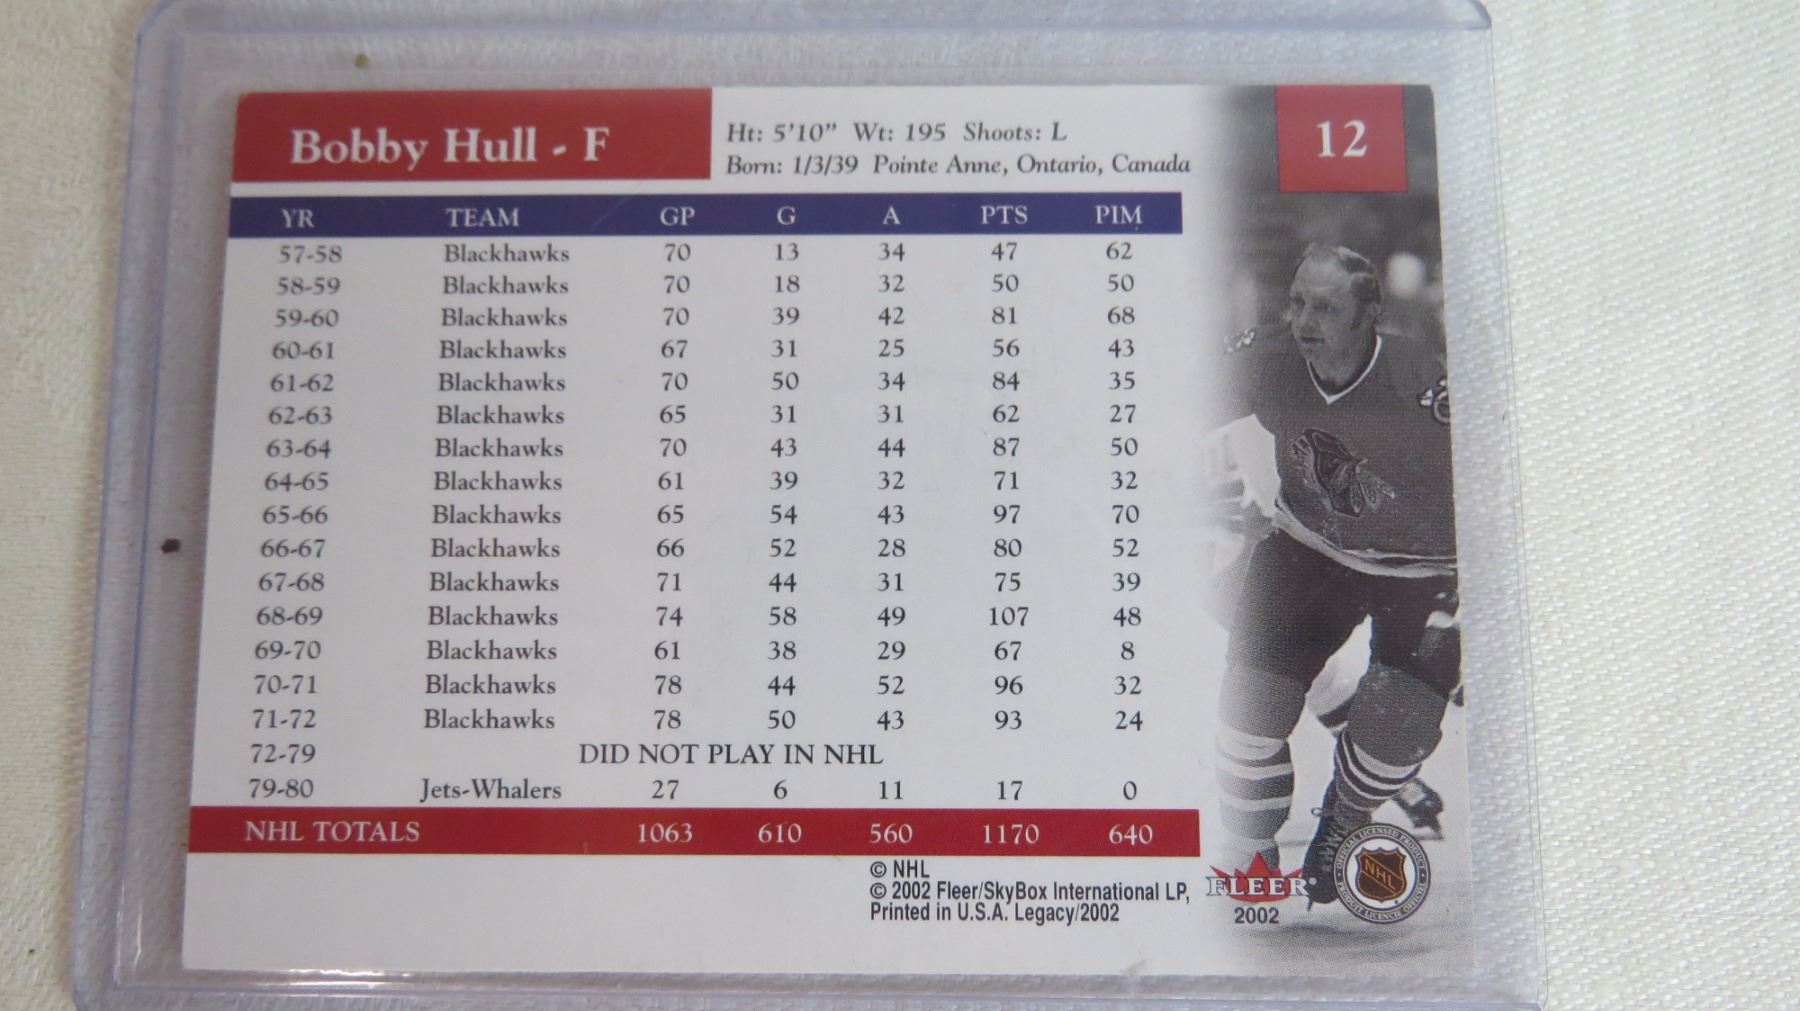 Bobby Hull - F
Ht: 5'10" Wt: 195 Shoots: L
Born: 1/3/39 Pointe Anne, Ontario, Canada
12
YR TEAM GP G A PTS PIM
57-58 Blackhawks 70 13 34 47 62
58-59 Blackhawks 70 18 32 50 50
59-60 Blackhawks 70 39 42 81 68
60-61 Blackhawks 67 31 25 56 43
61-62 Blackhawks 70 50 34 84 35
62-63 Blackhawks 65 31 31 62 27
63-64 Blackhawks 70 43 44 87 50
64-65 Blackhawks 61 39 32 71 32
65-66 Blackhawks 65 54 43 97 70
66-67 Blackhawks 66 52 28 80 52
67-68 Blackhawks 71 44 31 75 39
68-69 Blackhawks 74 58 49 107 48
69-70 Blackhawks 61 38 29 67 8
70-71 Blackhawks 78 44 52 96 32
71-72 Blackhawks 78 50 43 93 24
72-79 DID NOT PLAY IN NHL
79-80 Jets-Whalers 27 6 11 17 0
NHL TOTALS 1063 610 560 1170 640
© NHL
© 2002 Fleer/SkyBox International LP,
Printed in U.S.A. Legacy/2002
FLEER
2002
OFFICIAL LICENSED PRODUCT
NHL
PRODUIT LICENCIE OFFICIEL